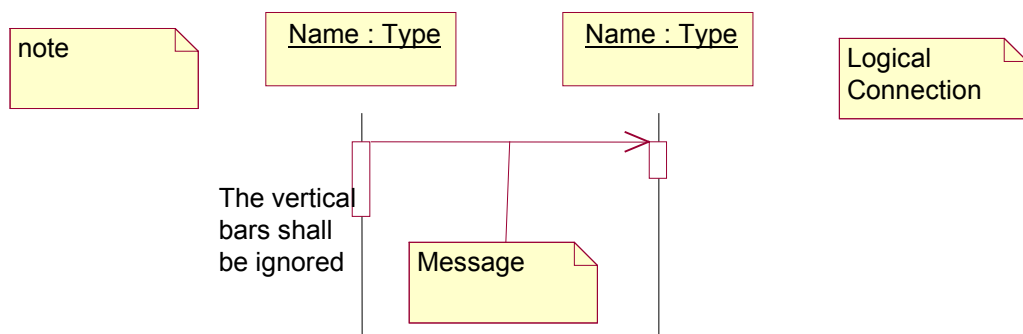 note
Name : Type
Name : Type
Logical
Connection
The vertical
bars shall
be ignored
Message